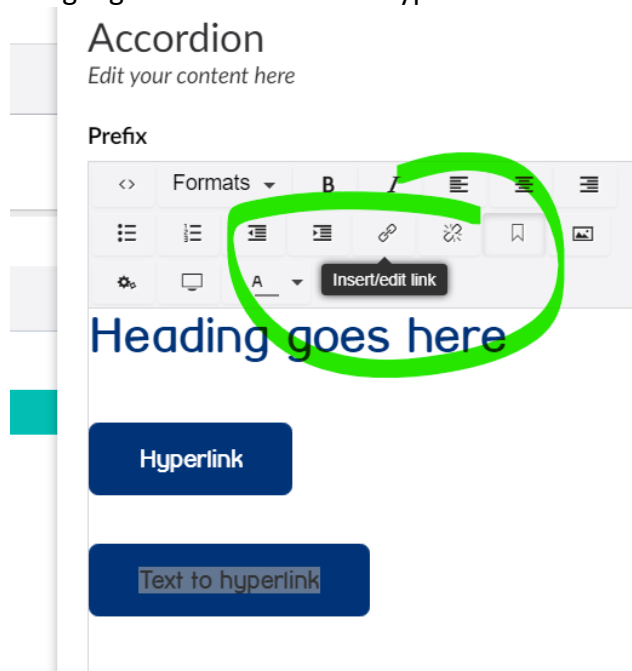 Accordion
Edit your content here
Prefix
<> Formats B I
A Insert/edit link
Heading goes here
Hyperlink
Text to hyperlink